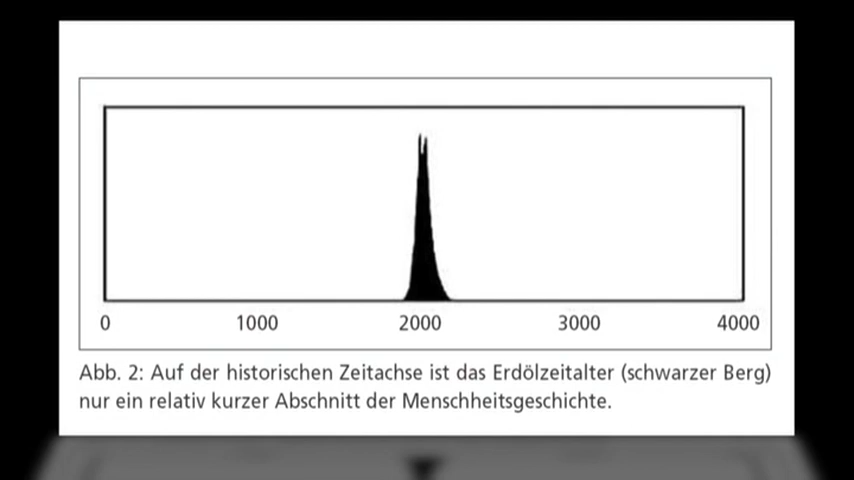 0 1000 2000 3000 4000
Abb. 2: Auf der historischen Zeitachse ist das Erdölzeitalter (schwarzer Berg)
nur ein relativ kurzer Abschnitt der Menschheitsgeschichte.